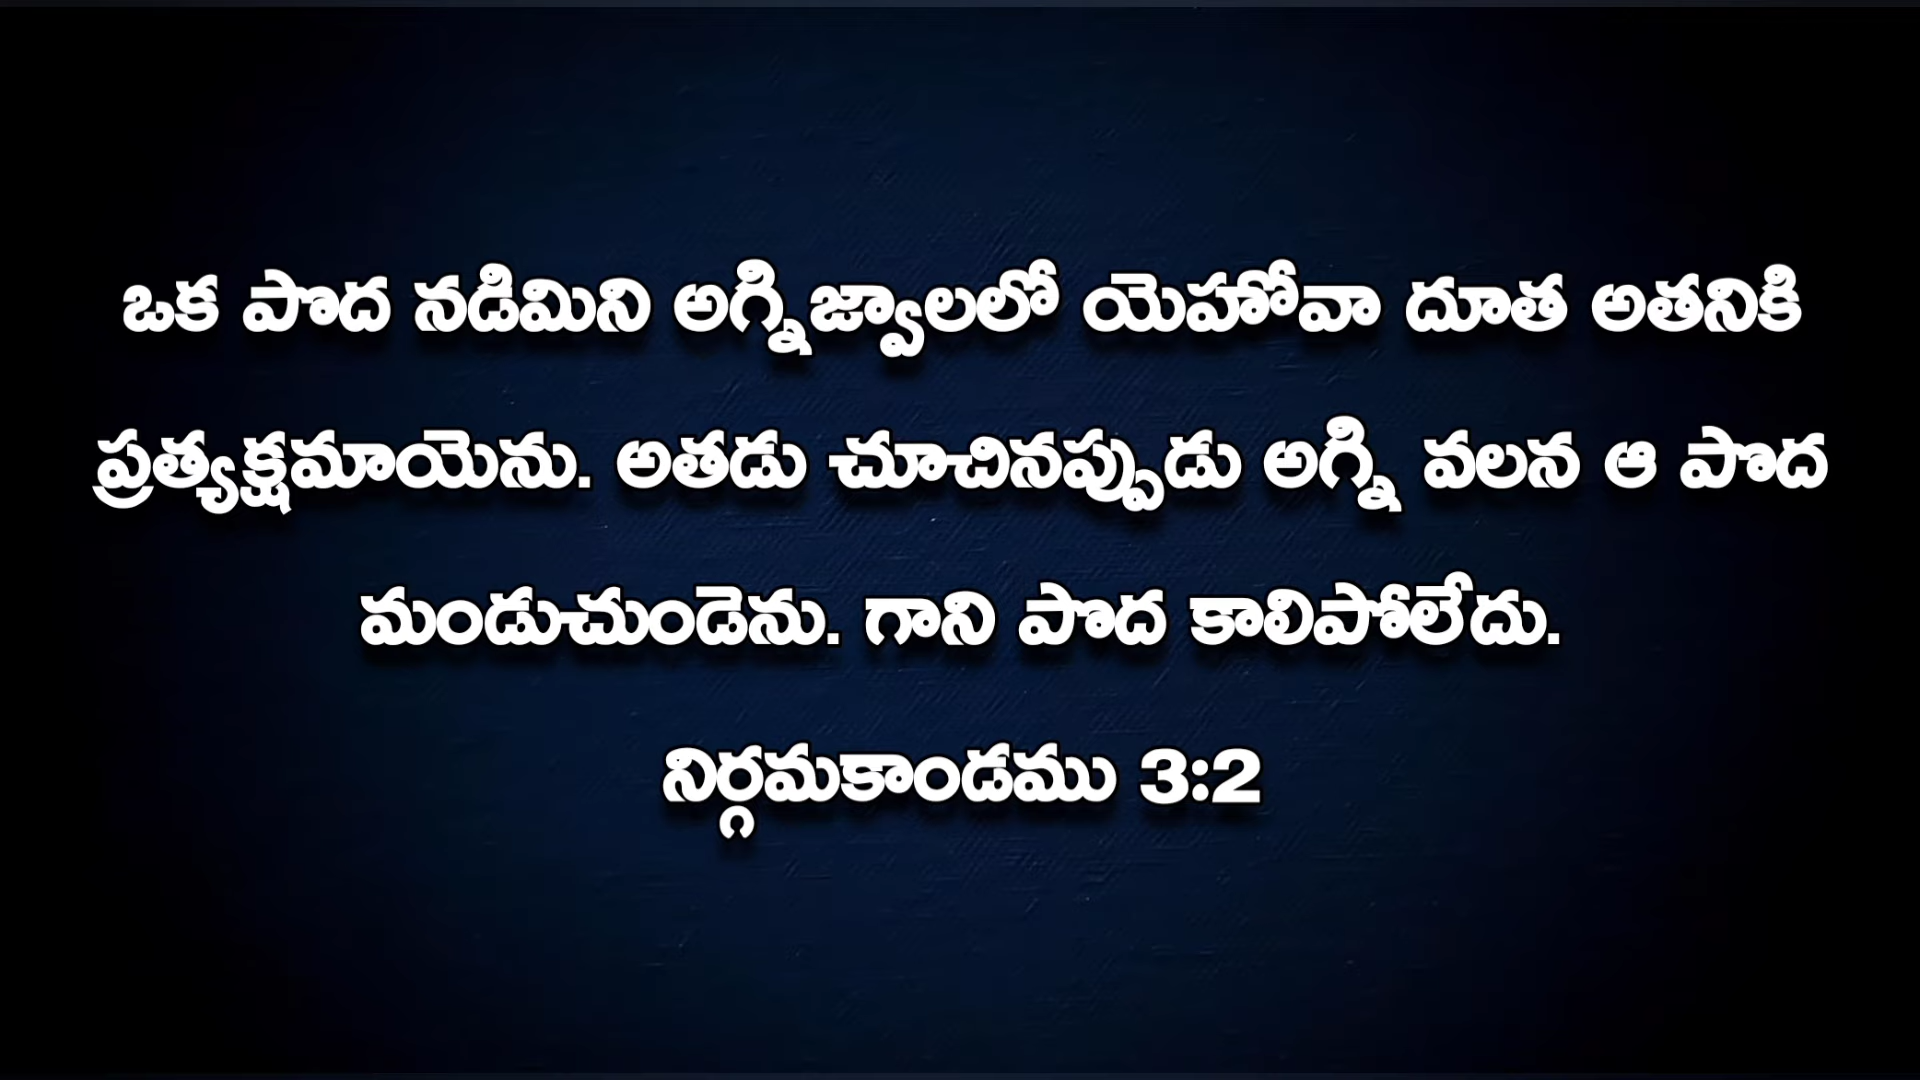 ఒక పొద నడిమిని అగ్నిజ్వాలలో యెహోవా దూత అతనికి
ప్రత్యక్షమాయెను. అతడు చూచినప్పుడు అగ్ని వలన ఆ పొద
మండుచుండెను. గాని పొద కాలిపోలేదు.
నిర్గమకాండము 3:2